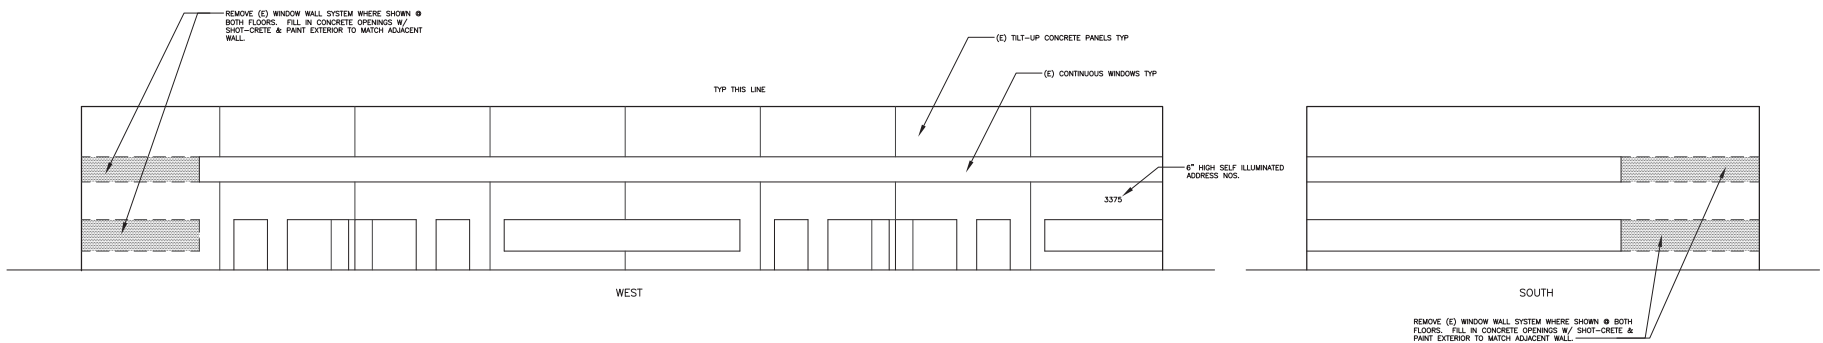 REMOVE (E) WINDOW WALL SYSTEM WHERE SHOWN @
BOTH FLOORS. FILL IN CONCRETE OPENINGS W/
SHOT-CRETE & PAINT EXTERIOR TO MATCH ADJACENT
WALL.
(E) TILT-UP CONCRETE PANELS TYP
(E) CONTINUOUS WINDOWS TYP
TYP THIS LINE
6" HIGH SELF ILLUMINATED
ADDRESS NOS.
3375
WEST
SOUTH
REMOVE (E) WINDOW WALL SYSTEM WHERE SHOWN @ BOTH
FLOORS. FILL IN CONCRETE OPENINGS W/ SHOT-CRETE &
PAINT EXTERIOR TO MATCH ADJACENT WALL.